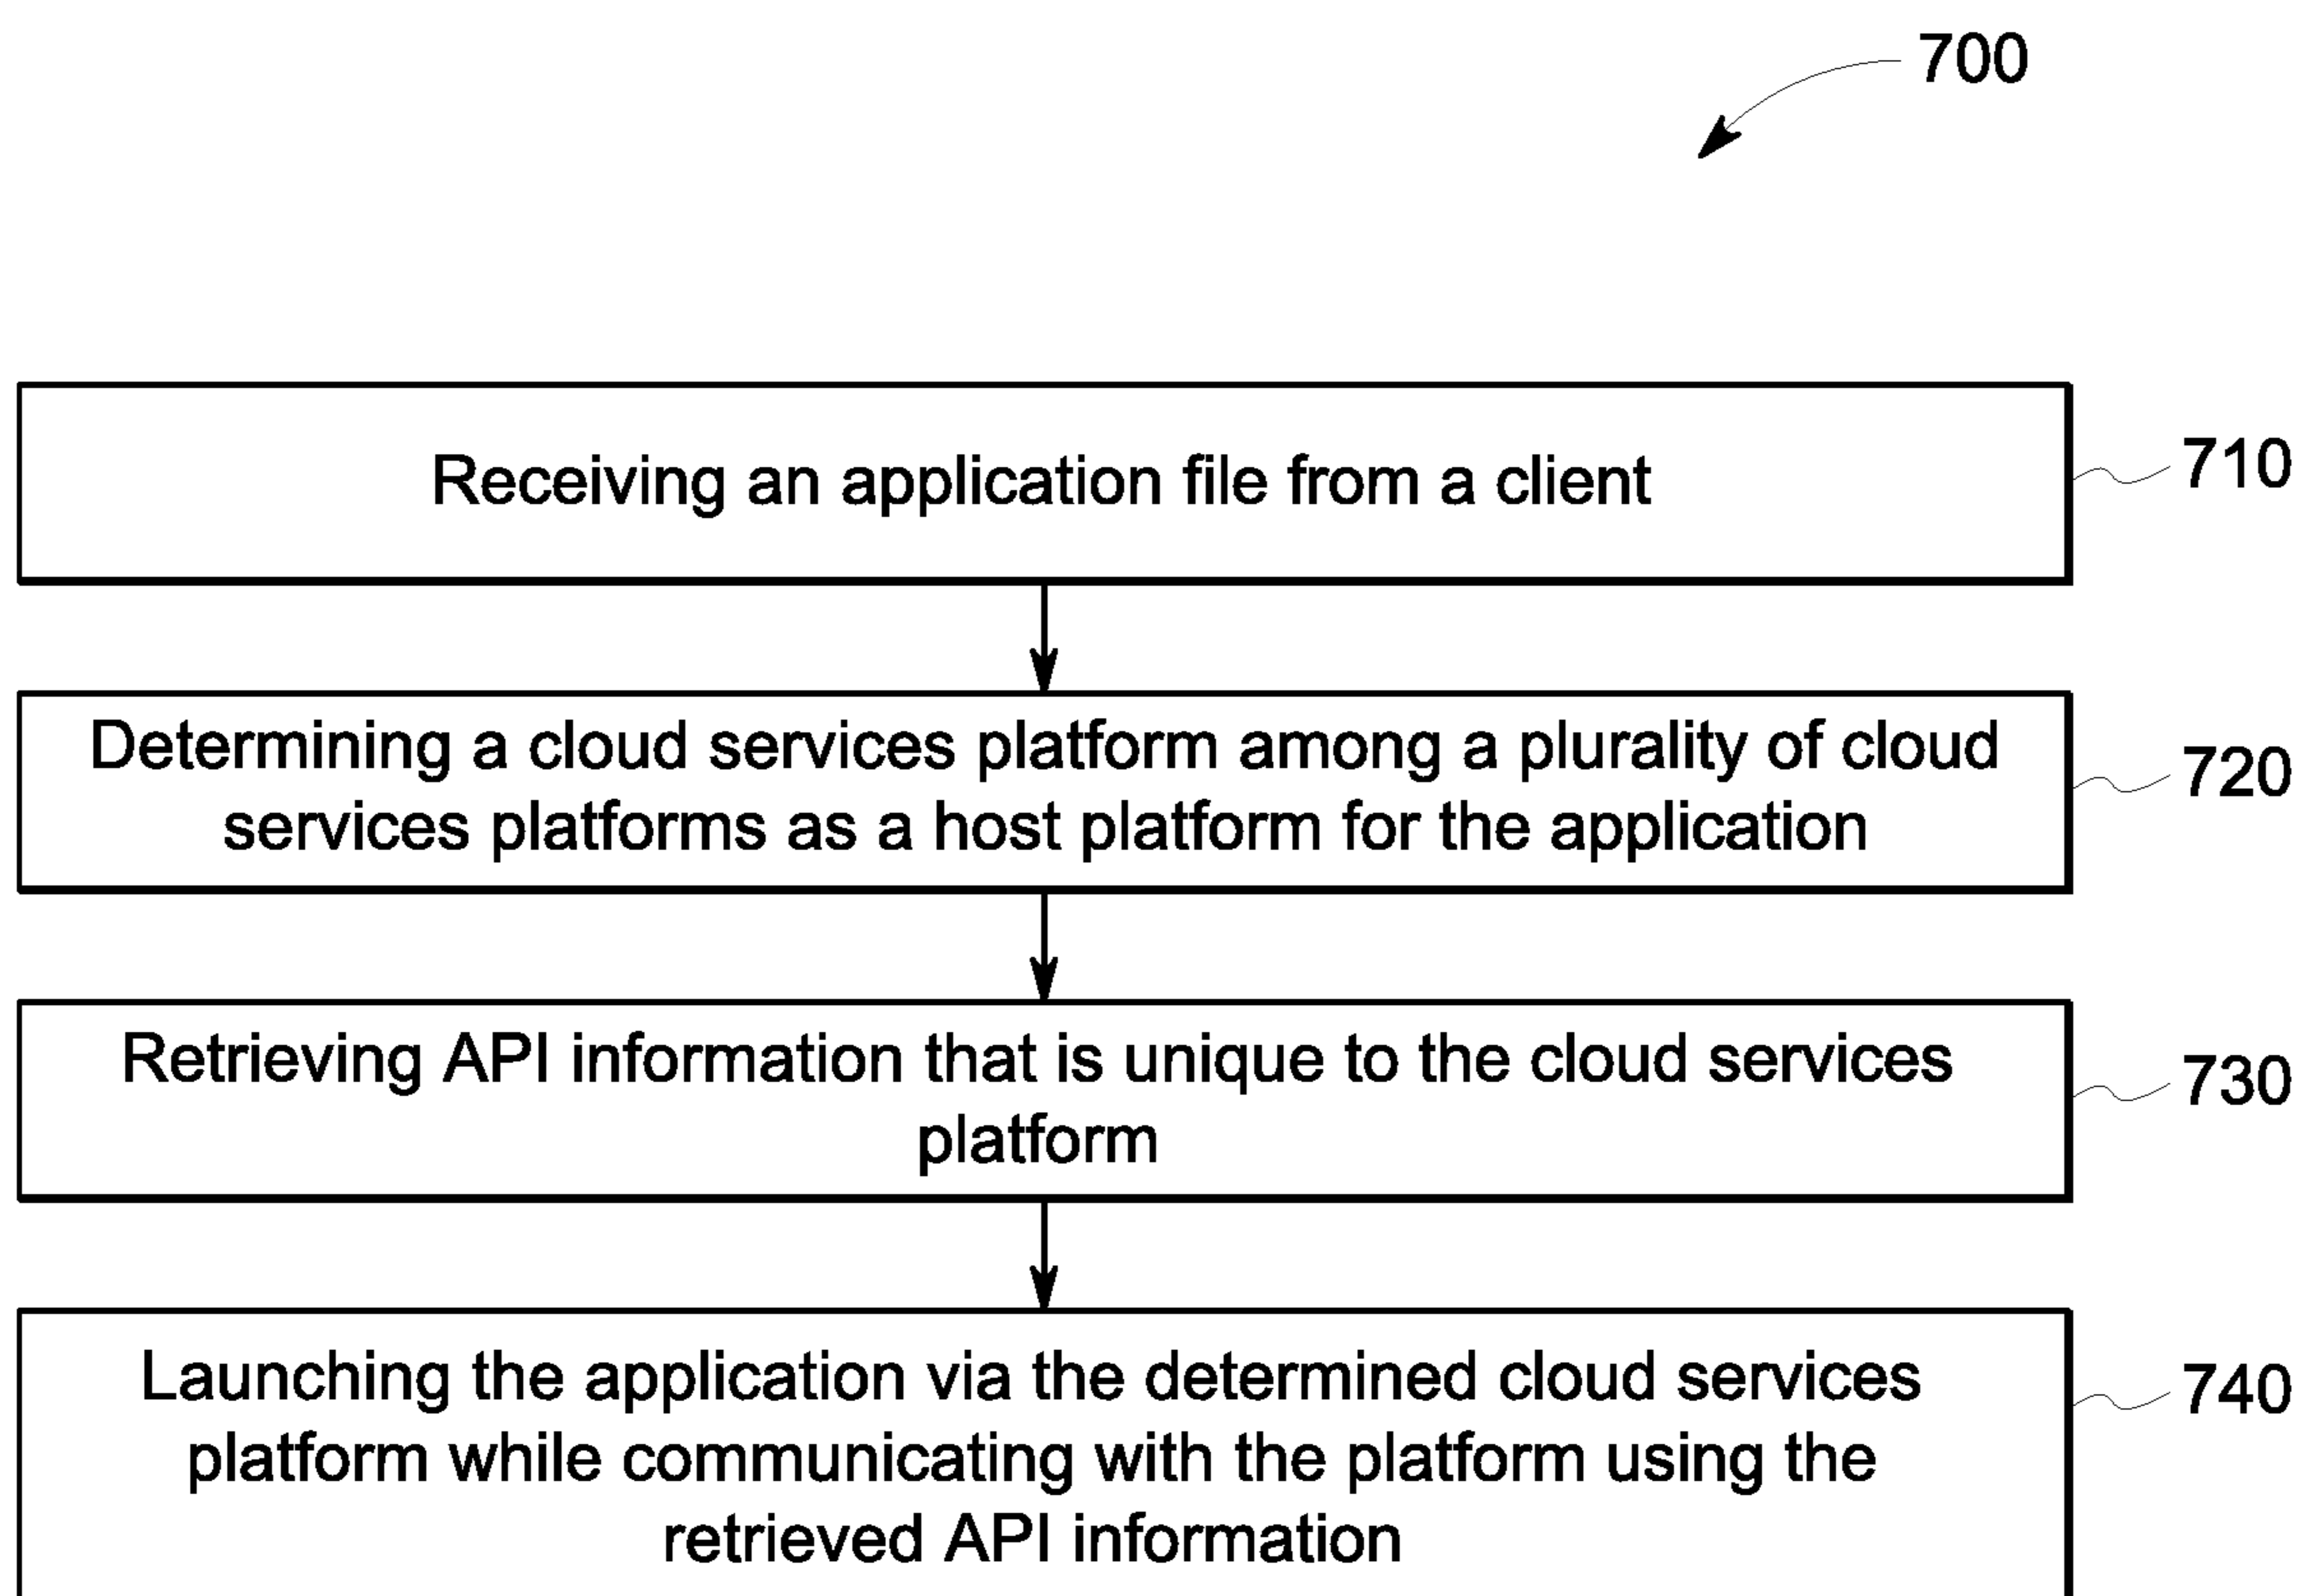 700
Receiving an application file from a client
710
Determining a cloud services platform among a plurality of cloud
services platforms as a host platform for the application
720
Retrieving API information that is unique to the cloud services
platform
730
Launching the application via the determined cloud services
platform while communicating with the platform using the
retrieved API information
740